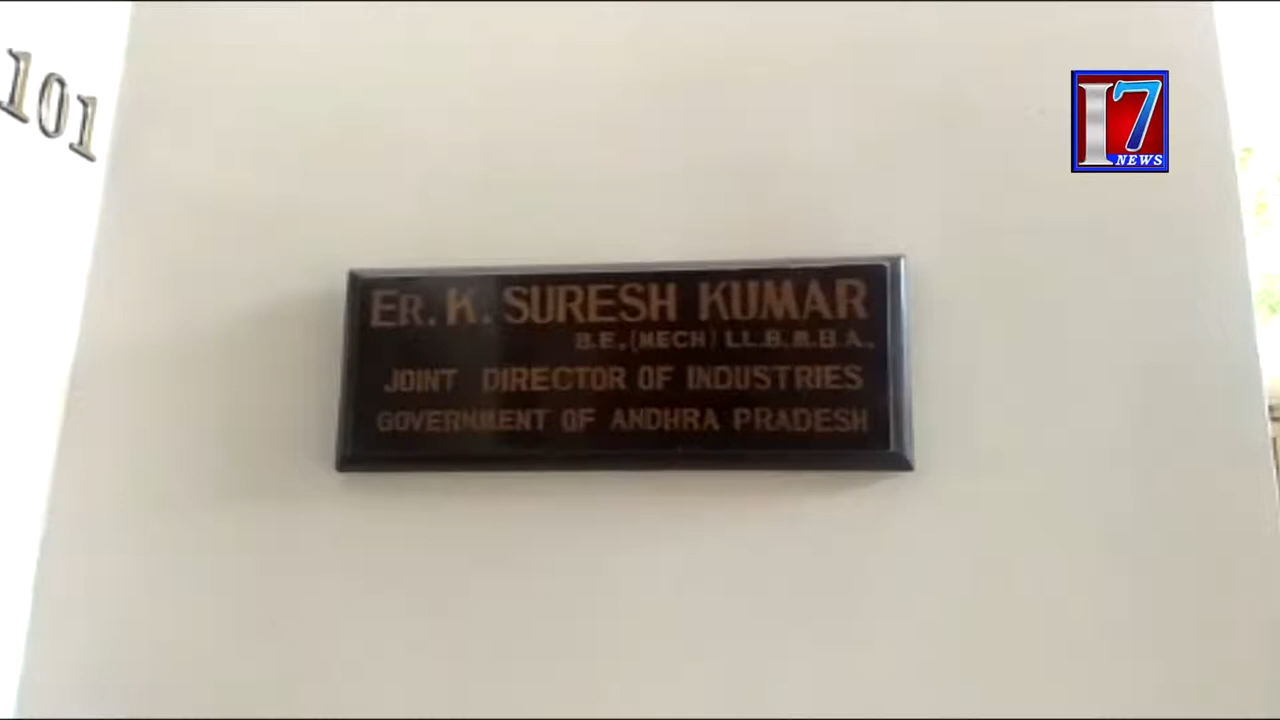 101
I7
NEWS
ER. K. SURESH KUMAR
B.E.,(MECH) LL.B.M.B.A.,
JOINT DIRECTOR OF INDUSTRIES
GOVERNMENT OF ANDHRA PRADESH